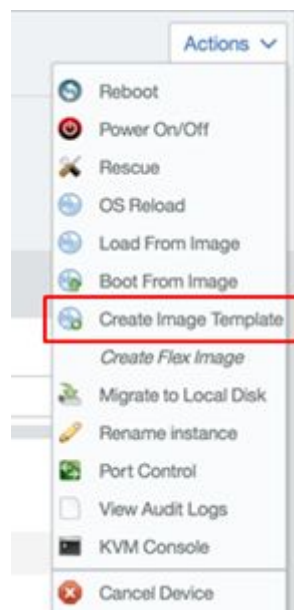 Actions
Reboot
Power On/Off
Rescue
OS Reload
Load From Image
Boot From Image
Create Image Template
Create Flex Image
Migrate to Local Disk
Rename instance
Port Control
View Audit Logs
KVM Console
Cancel Device